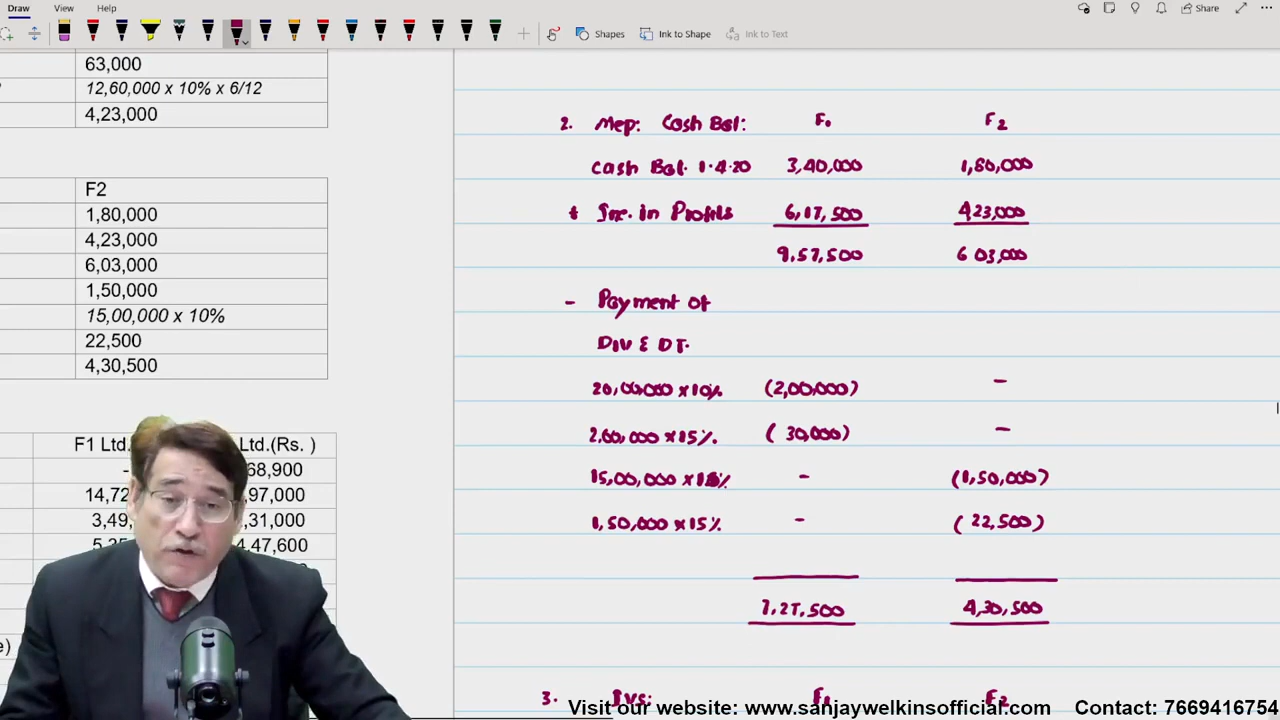 Draw View Help
Share
Shapes Ink to Shape Ink to Text
63,000
12,60,000 x 10% x 6/12
4,23,000
F2
1,80,000
4,23,000
6,03,000
1,50,000
15,00,000 x 10%
22,500
4,30,500
F1 Ltd. Ltd.(Rs. )
- 68,900
14,72 97,000
3,49 31,000
5,35 4,47,600
e)
2. Mep: Cash Bal: F1 F2
Cash Bal. 1.4.20 3,40,000 1,80,000
+ Inc. in Profits 6,17,500 4,23,000
9,57,500 6 03,000
- Payment of
Div & DT.
20,00,000 x 10% (2,00,000) -
2,00,000 x 15% ( 30,000) -
15,00,000 x 10% - (1,50,000)
1,50,000 x 15% - ( 22,500)
7,27,500 4,30,500
3. F1 F2
Visit our website: www.sanjaywelkinsofficial.com Contact: 7669416754